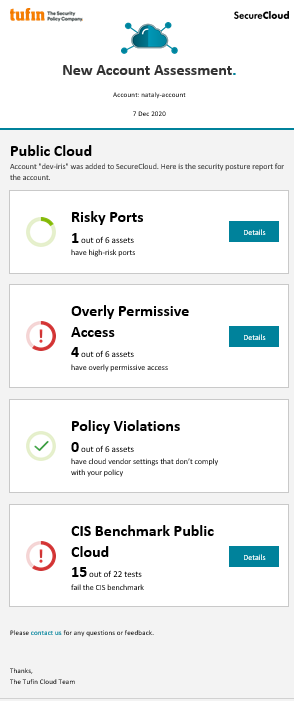 tufin The Security
Policy Company.
SecureCloud
New Account Assessment.
Account: nataly-account
7 Dec 2020
Public Cloud
Account "dev-iris" was added to SecureCloud. Here is the security posture report for
the account.
Risky Ports
1 out of 6 assets
have high-risk ports
Details
Overly Permissive
Access
4 out of 6 assets
have overly permissive access
Details
Policy Violations
0 out of 6 assets
have cloud vendor settings that don't comply
with your policy
CIS Benchmark Public
Cloud
15 out of 22 tests
fail the CIS benchmark
Details
Please contact us for any questions or feedback.
Thanks,
The Tufin Cloud Team